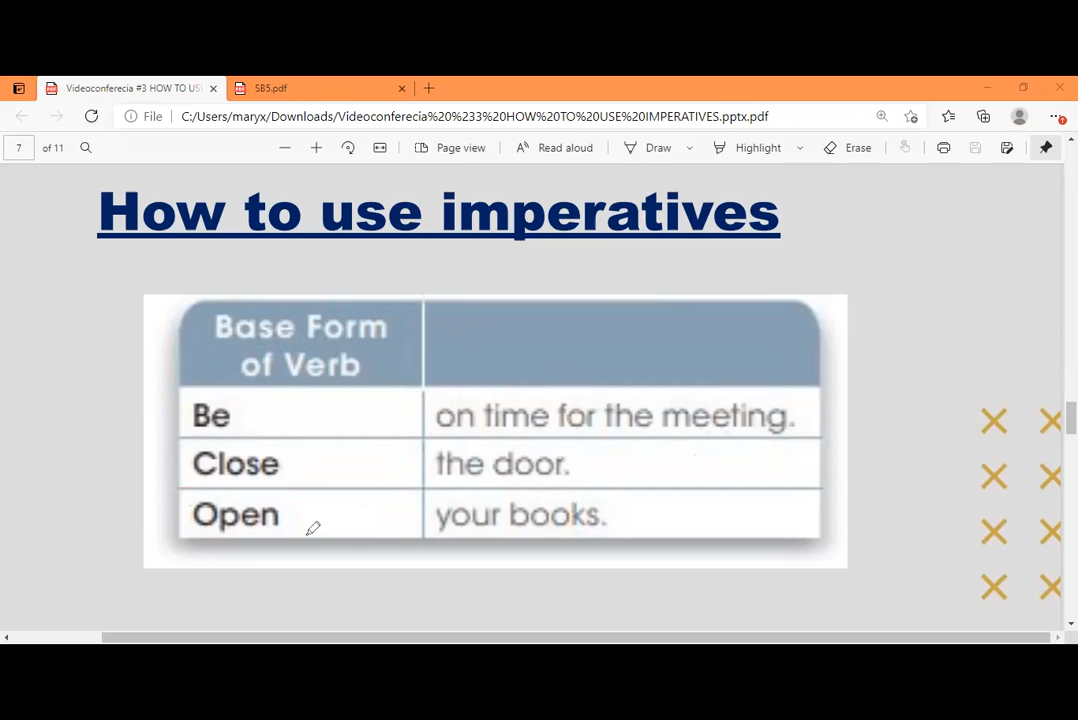 Videoconferecia #3 HOW TO US
SB5.pdf
File C:/Users/maryx/Downloads/Videoconferecia%20%233%20HOW%20TO%20USE%20IMPERATIVES.pptx.pdf
7 of 11 Page view Read aloud Draw Highlight Erase
How to use imperatives
Base Form
of Verb
Be on time for the meeting.
Close the door.
Open your books.